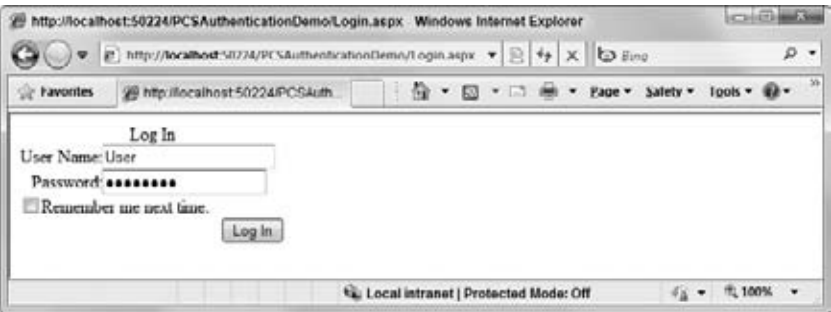 http://localhost:50224/PCSAuthenticationDemo/Login.aspx Windows Internet Explorer
http://localhost:50224/PCSAuthenticationDemo/Login.aspx Bing
Favorites http://localhost:50224/PCSAuth... Page Safety Tools
Log In
User Name: User
Password: ●●●●●●●●
Remember me next time.
Log In
Local intranet | Protected Mode: Off 100%